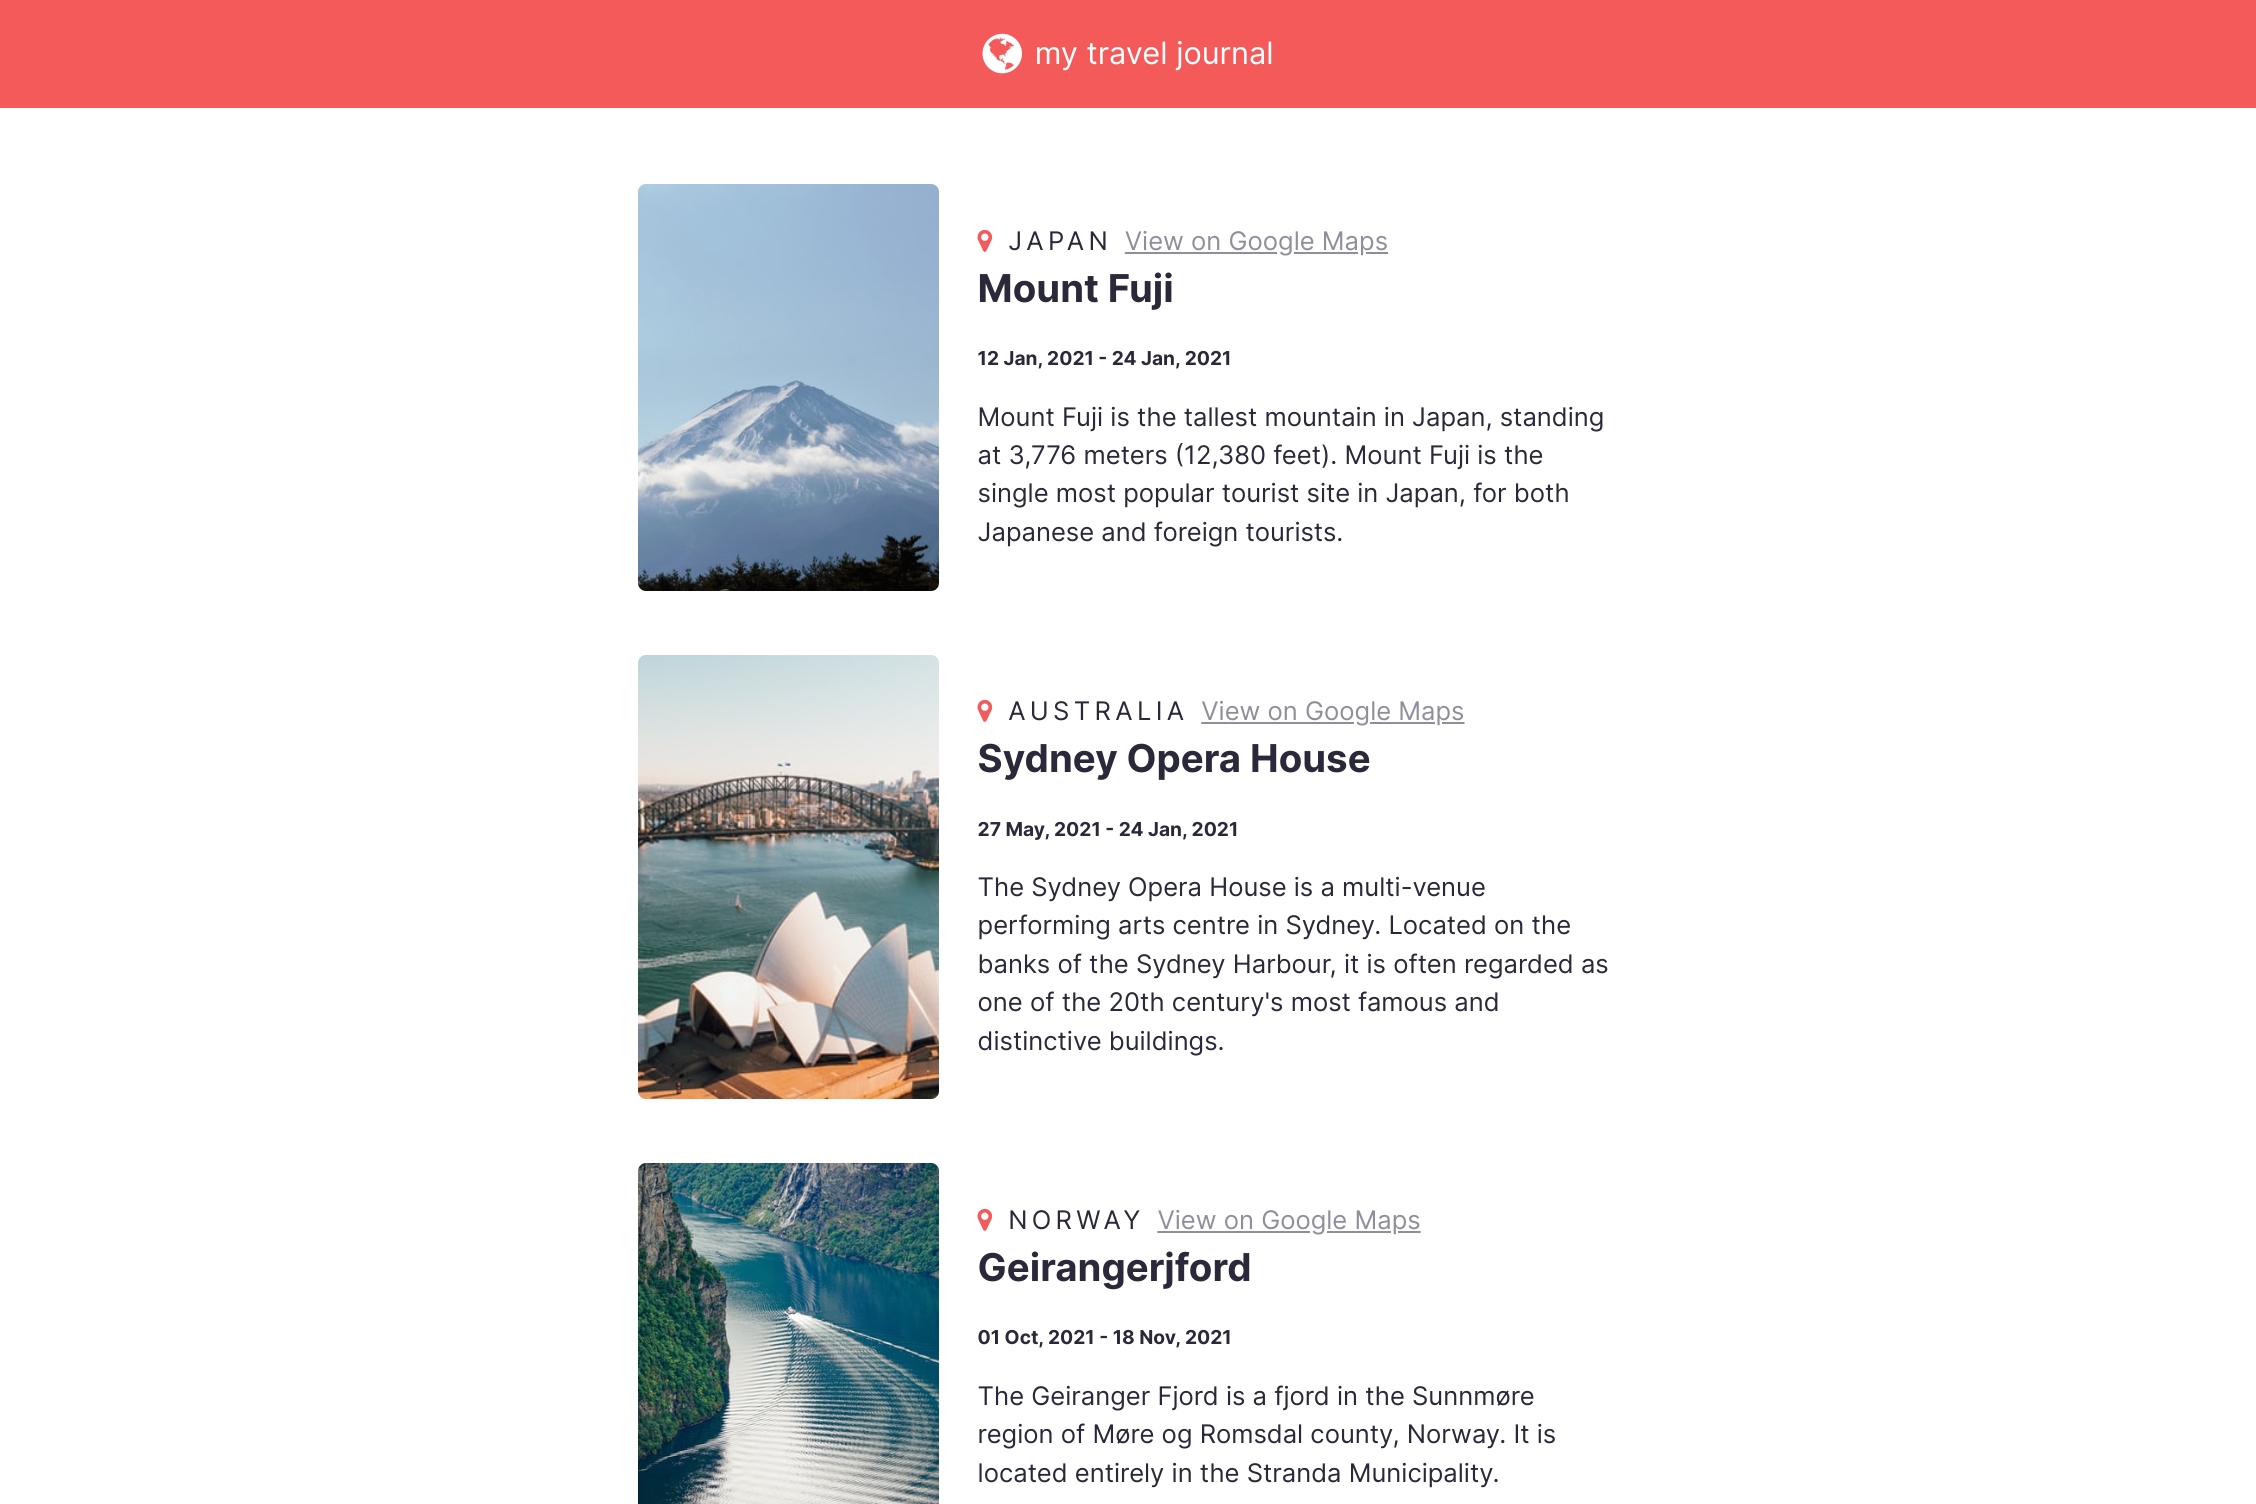 my travel journal
JAPAN View on Google Maps
Mount Fuji
12 Jan, 2021 - 24 Jan, 2021
Mount Fuji is the tallest mountain in Japan, standing
at 3,776 meters (12,380 feet). Mount Fuji is the
single most popular tourist site in Japan, for both
Japanese and foreign tourists.
AUSTRALIA View on Google Maps
Sydney Opera House
27 May, 2021 - 24 Jan, 2021
The Sydney Opera House is a multi-venue
performing arts centre in Sydney. Located on the
banks of the Sydney Harbour, it is often regarded as
one of the 20th century's most famous and
distinctive buildings.
NORWAY View on Google Maps
Geirangerjford
01 Oct, 2021 - 18 Nov, 2021
The Geiranger Fjord is a fjord in the Sunnmøre
region of Møre og Romsdal county, Norway. It is
located entirely in the Stranda Municipality.